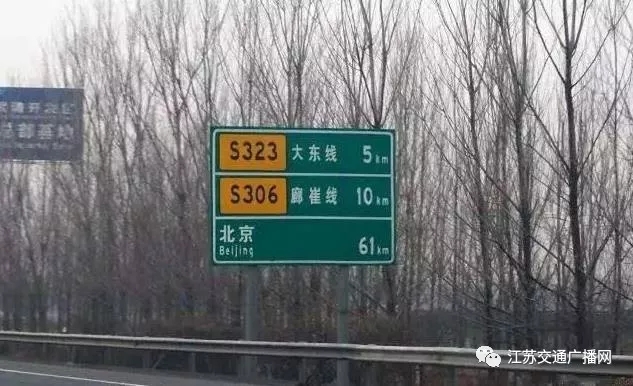 S323 大东线 5km
S306 廊崔线 10km
北京 61km
Beijing
江苏交通广播网